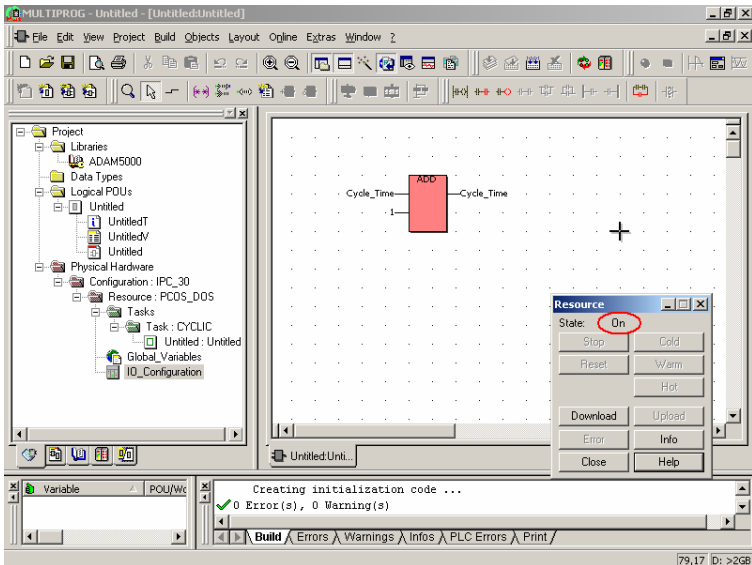 MULTIPROG - Untitled - [Untitled:Untitled]
File Edit View Project Build Objects Layout Online Extras Window ?
Project
Libraries
ADAM5000
Data Types
Logical POUs
Untitled
UntitledT
UntitledV
Untitled
Physical Hardware
Configuration : IPC_30
Resource : PCOS_DOS
Tasks
Task : CYCLIC
Untitled : Untitled
Global_Variables
IO_Configuration
ADD
Cycle_Time
Cycle_Time
1
Untitled:Unti...
Resource
State: On
Stop Cold
Reset Warm
Hot
Download Upload
Error Info
Close Help
Variable POU/Wo
Creating initialization code ...
0 Error(s), 0 Warning(s)
Build Errors Warnings Infos PLC Errors Print
79,17 D: >2GB